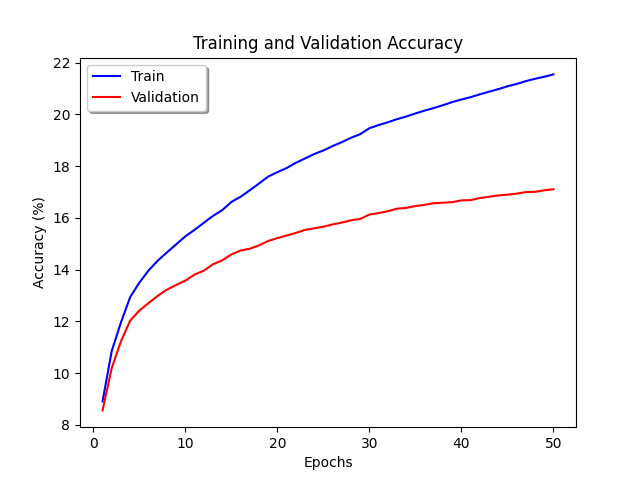 Training and Validation Accuracy
Train
Validation
Accuracy (%)
22
20
18
16
14
12
10
8
0
10
20
30
40
50
Epochs